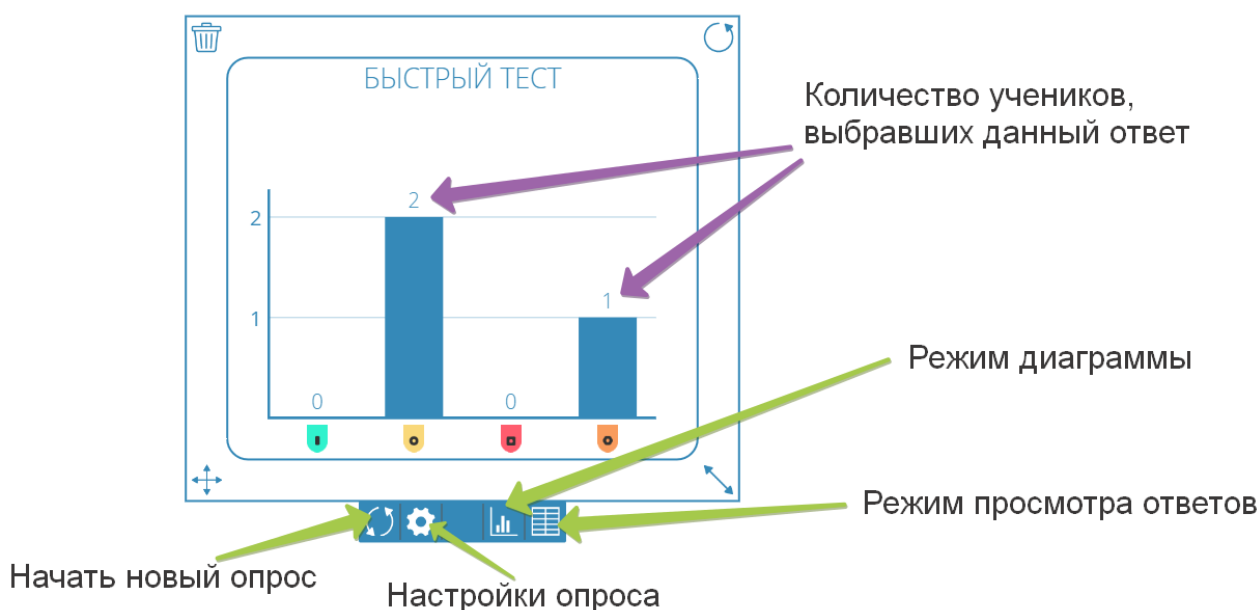 БЫСТРЫЙ ТЕСТ
Количество учеников,
выбравших данный ответ
2
2
1
1
0
0
Режим диаграммы
Режим просмотра ответов
Начать новый опрос
Настройки опроса